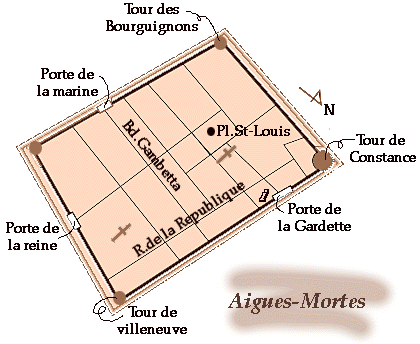 Tour des
Bourguignons
Porte de
la marine
N
Bd. Gambetta
Pl. St-Louis
Tour de
Constance
R.de la Republique
Porte de
la reine
Porte de
la Gardette
Aigues-Mortes
Tour de
villeneuve